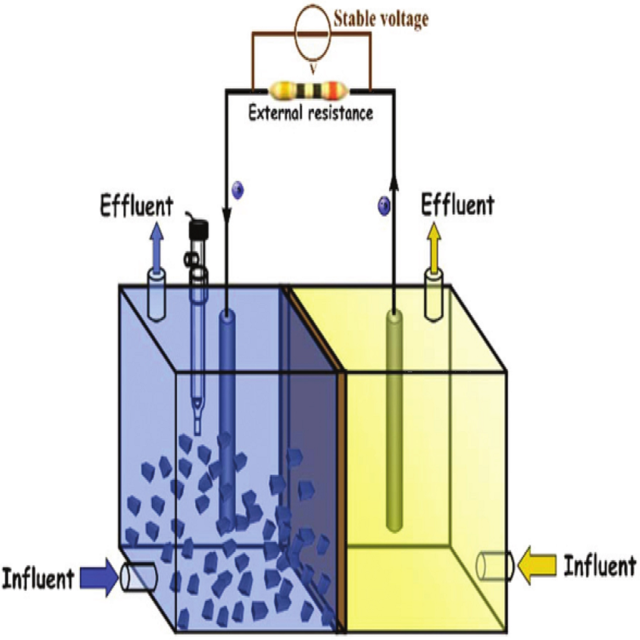 Stable voltage
V
External resistance
Effluent
Effluent
Influent
Influent